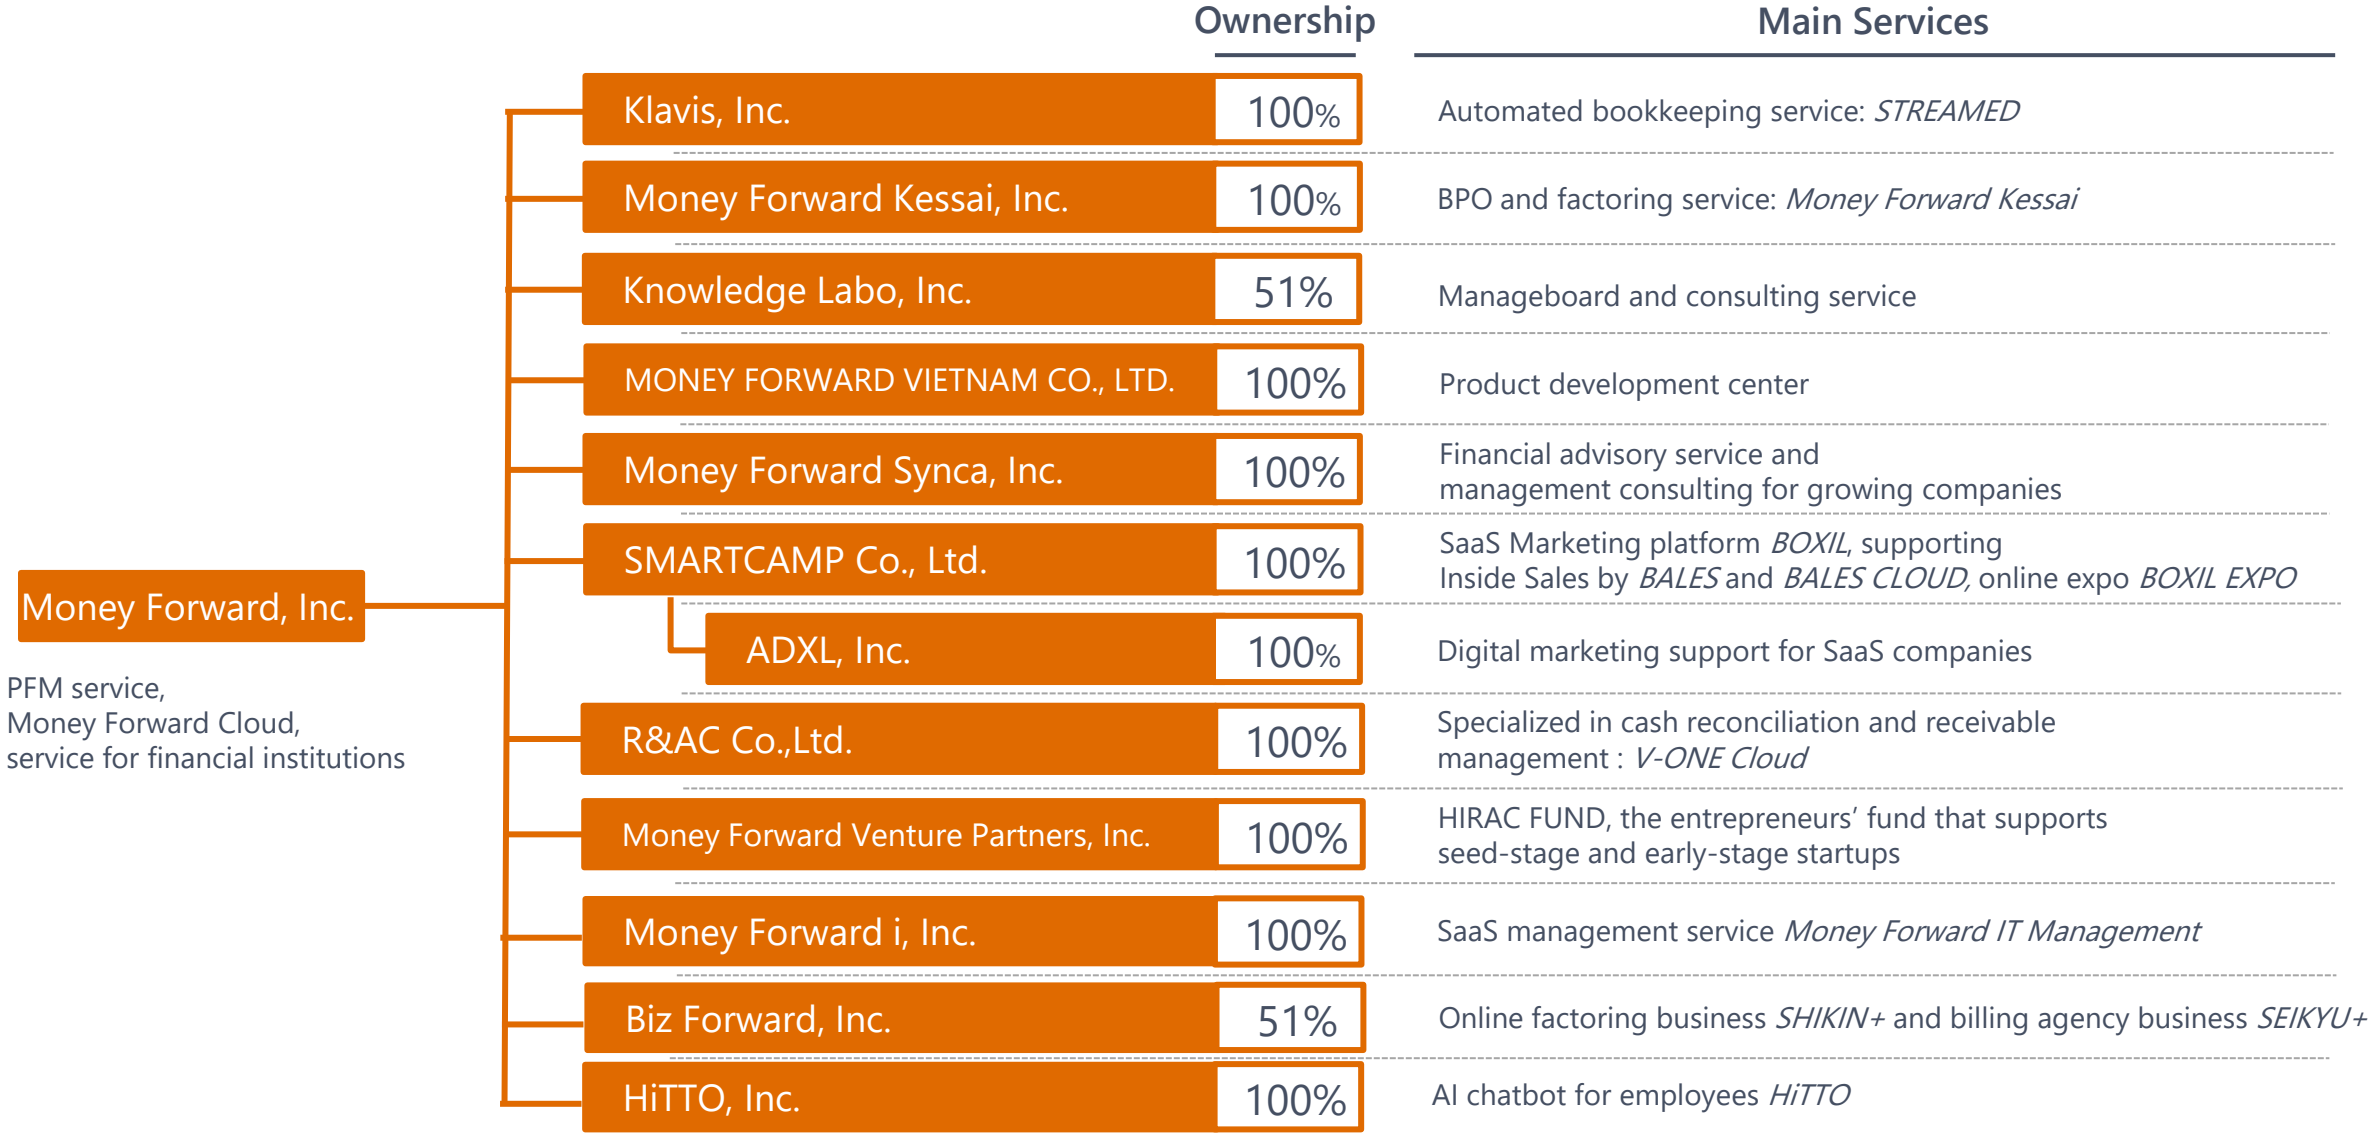 Ownership Main Services
Klavis, Inc. 100% Automated bookkeeping service: STREAMED
Money Forward Kessai, Inc. 100% BPO and factoring service: Money Forward Kessai
Knowledge Labo, Inc. 51% Manageboard and consulting service
MONEY FORWARD VIETNAM CO., LTD. 100% Product development center
Money Forward Synca, Inc. 100% Financial advisory service and
management consulting for growing companies
SMARTCAMP Co., Ltd. 100% SaaS Marketing platform BOXIL, supporting
Inside Sales by BALES and BALES CLOUD, online expo BOXIL EXPO
Money Forward, Inc.
PFM service,
Money Forward Cloud,
service for financial institutions
ADXL, Inc. 100% Digital marketing support for SaaS companies
R&AC Co.,Ltd. 100% Specialized in cash reconciliation and receivable
management : V-ONE Cloud
Money Forward Venture Partners, Inc. 100% HIRAC FUND, the entrepreneurs’ fund that supports
seed-stage and early-stage startups
Money Forward i, Inc. 100% SaaS management service Money Forward IT Management
Biz Forward, Inc. 51% Online factoring business SHIKIN+ and billing agency business SEIKYU+
HiTTO, Inc. 100% AI chatbot for employees HiTTO